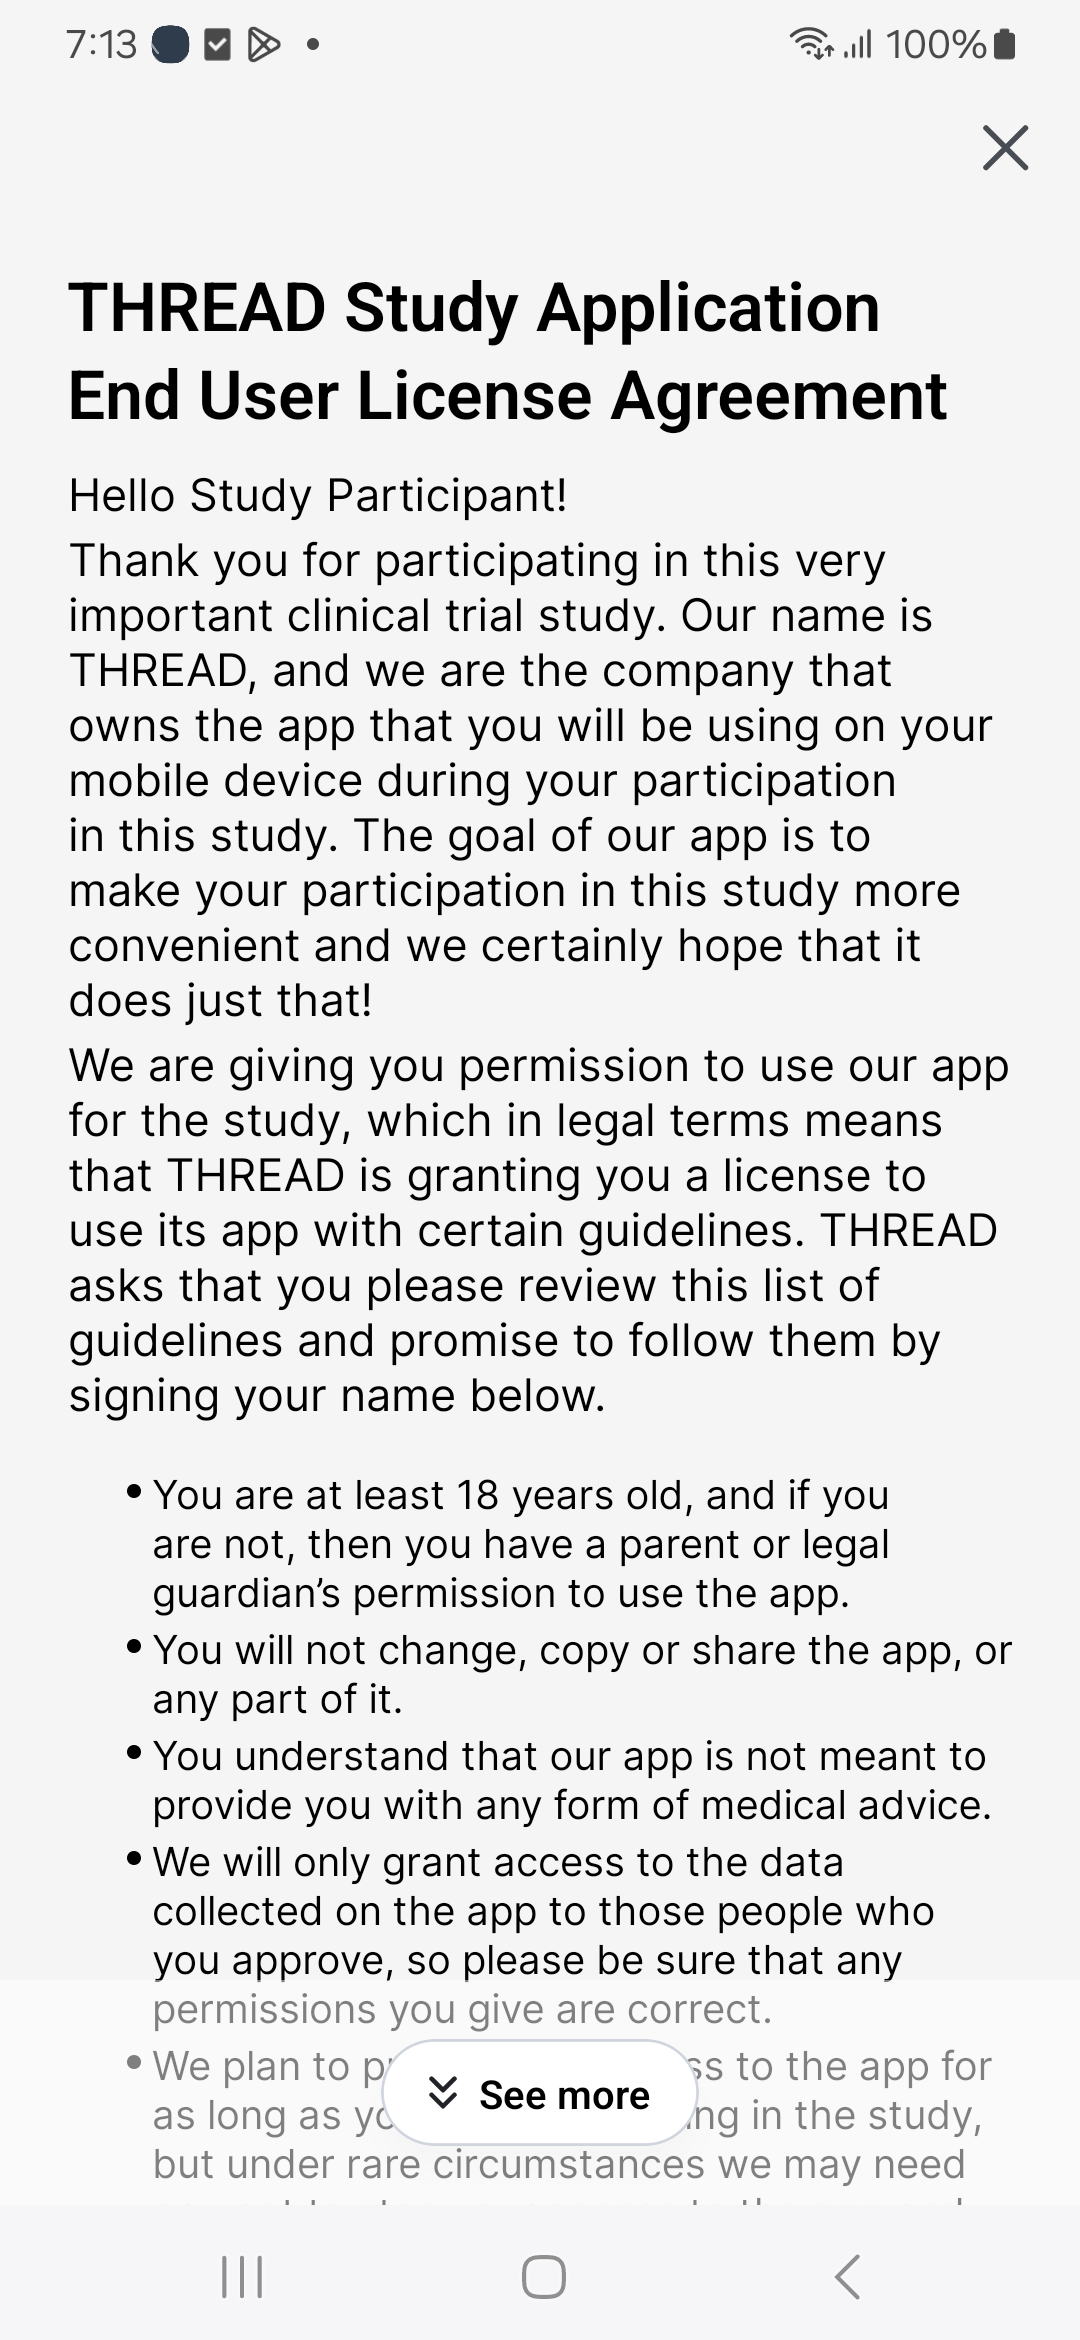 7:13
100%
THREAD Study Application
End User License Agreement
Hello Study Participant!
Thank you for participating in this very
important clinical trial study. Our name is
THREAD, and we are the company that
owns the app that you will be using on your
mobile device during your participation
in this study. The goal of our app is to
make your participation in this study more
convenient and we certainly hope that it
does just that!
We are giving you permission to use our app
for the study, which in legal terms means
that THREAD is granting you a license to
use its app with certain guidelines. THREAD
asks that you please review this list of
guidelines and promise to follow them by
signing your name below.
• You are at least 18 years old, and if you
are not, then you have a parent or legal
guardian’s permission to use the app.
• You will not change, copy or share the app, or
any part of it.
• You understand that our app is not meant to
provide you with any form of medical advice.
• We will only grant access to the data
collected on the app to those people who
you approve, so please be sure that any
permissions you give are correct.
• We plan to to the app for
as long as in the study,
but under rare circumstances we may need
See more